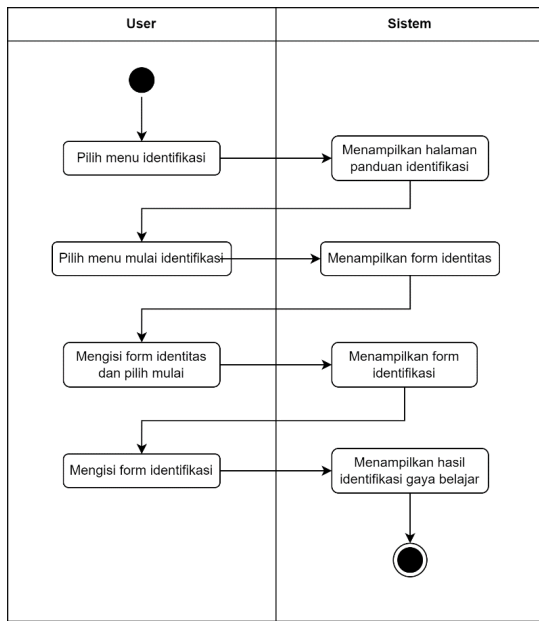 User
Sistem
Pilih menu identifikasi
Menampilkan halaman
panduan identifikasi
Pilih menu mulai identifikasi
Menampilkan form identitas
Mengisi form identitas
dan pilih mulai
Menampilkan form
identifikasi
Mengisi form identifikasi
Menampilkan hasil
identifikasi gaya belajar